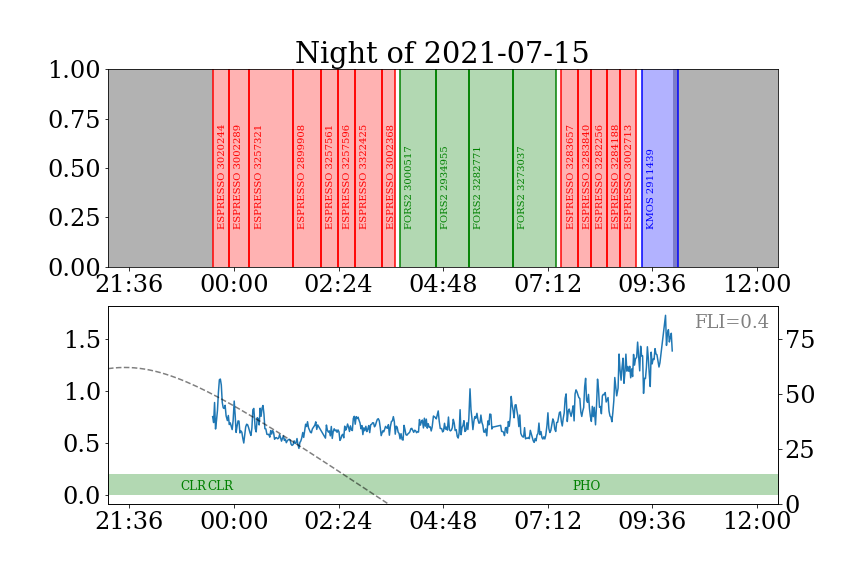 Night of 2021-07-15
1.00
0.75
0.50
0.25
0.00
ESPRESSO 3020244
ESPRESSO 3002289
ESPRESSO 3257321
ESPRESSO 2899908
ESPRESSO 3257561
ESPRESSO 3257596
ESPRESSO 3322425
ESPRESSO 3002368
FORS2 3000517
FORS2 2934955
FORS2 3282771
FORS2 3273037
ESPRESSO 3283657
ESPRESSO 3283840
ESPRESSO 3282256
ESPRESSO 3284188
ESPRESSO 3002713
KMOS 2911439
21:36 00:00 02:24 04:48 07:12 09:36 12:00
FLI=0.4
1.5
1.0
0.5
0.0
75
50
25
0
CLR CLR PHO
21:36 00:00 02:24 04:48 07:12 09:36 12:00